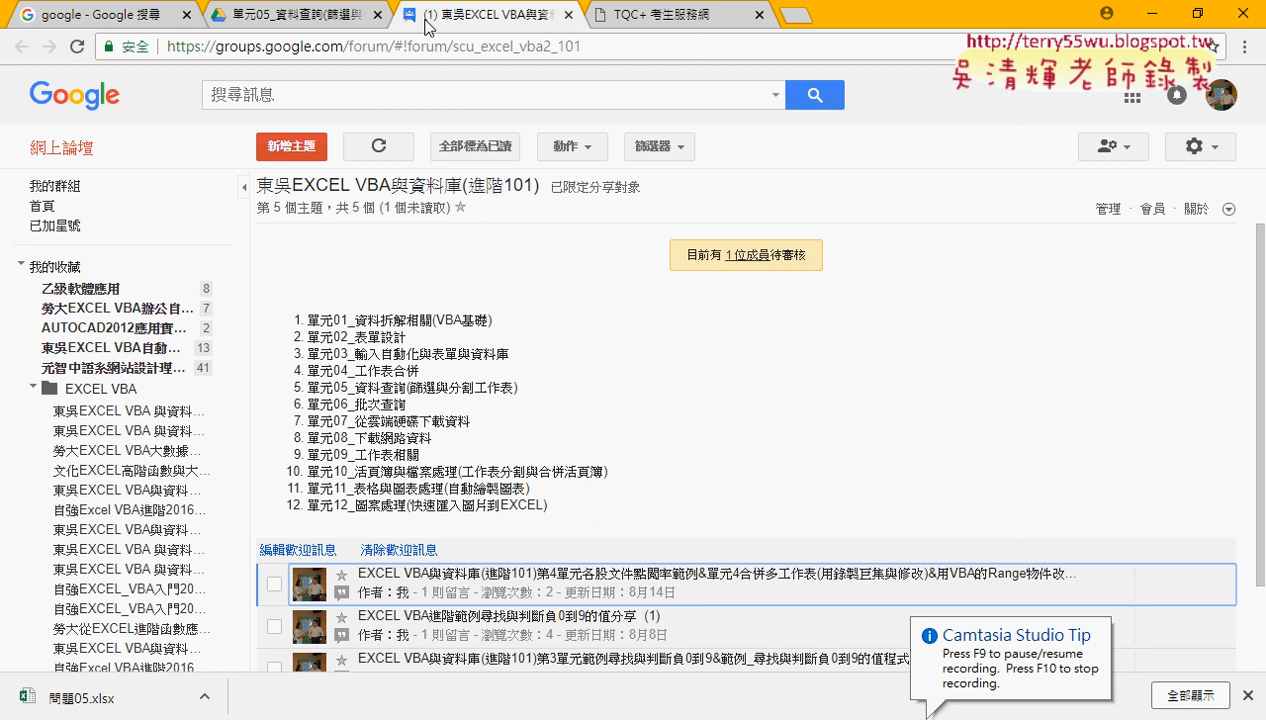 google - Google 搜尋
單元05_資料查詢(篩選與
(1) 東吳EXCEL VBA與資料
TQC+ 考生服務網
安全
https://groups.google.com/forum/#!forum/scu_excel_vba2_101
http://terry55wu.blogspot.tw
吳清輝老師錄製
Google
搜尋訊息
網上論壇
新增主題
全部標為已讀
動作
篩選器
我的群組
首頁
已加星號
我的收藏
乙級軟體應用 8
勞大EXCEL VBA辦公自... 7
AUTOCAD2012應用實... 2
東吳EXCEL VBA自動... 13
元智中語系網站設計理... 41
EXCEL VBA
東吳EXCEL VBA 與資料...
東吳EXCEL VBA 與資料...
勞大EXCEL VBA大數據...
文化EXCEL高階函數與大...
東吳EXCEL VBA與資料...
自強Excel VBA進階2016...
東吳EXCEL VBA與資料...
東吳EXCEL VBA 與資料...
東吳EXCEL VBA 與資料...
自強EXCEL_VBA入門20...
自強EXCEL_VBA入門20...
勞大從EXCEL進階函數應...
東吳EXCEL VBA與資料...
自強EXCEL VBA進階2016
東吳EXCEL VBA與資料庫(進階101) 已限定分享對象
第 5 個主題，共 5 個 (1 個未讀取)
管理 · 會員 · 關於
目前有 1 位成員待審核
1. 單元01_資料拆解相關(VBA基礎)
2. 單元02_表單設計
3. 單元03_輸入自動化與表單與資料庫
4. 單元04_工作表合併
5. 單元05_資料查詢(篩選與分割工作表)
6. 單元06_批次查詢
7. 單元07_從雲端硬碟下載資料
8. 單元08_下載網路資料
9. 單元09_工作表相關
10. 單元10_活頁簿與檔案處理(工作表分割與合併活頁簿)
11. 單元11_表格與圖表處理(自動繪製圖表)
12. 單元12_圖案處理(快速匯入圖片到EXCEL)
編輯歡迎訊息 清除歡迎訊息
EXCEL VBA與資料庫(進階101)第4單元各股文件點閱率範例&單元4合併多工作表(用錄製巨集與修改)&用VBA的Range物件改...
作者：我 - 1 則留言 - 瀏覽次數：2 - 更新日期：8月14日
EXCEL VBA進階範例尋找與判斷負0到9的值分享 (1)
作者：我 - 1 則留言 - 瀏覽次數：4 - 更新日期：8月8日
EXCEL VBA與資料庫(進階101)第3單元範例尋找與判斷負0到9&範例_尋找與判斷負0到9的值程式
Camtasia Studio Tip
Press F9 to pause/resume
recording. Press F10 to stop
recording.
問題05.xlsx
全部顯示